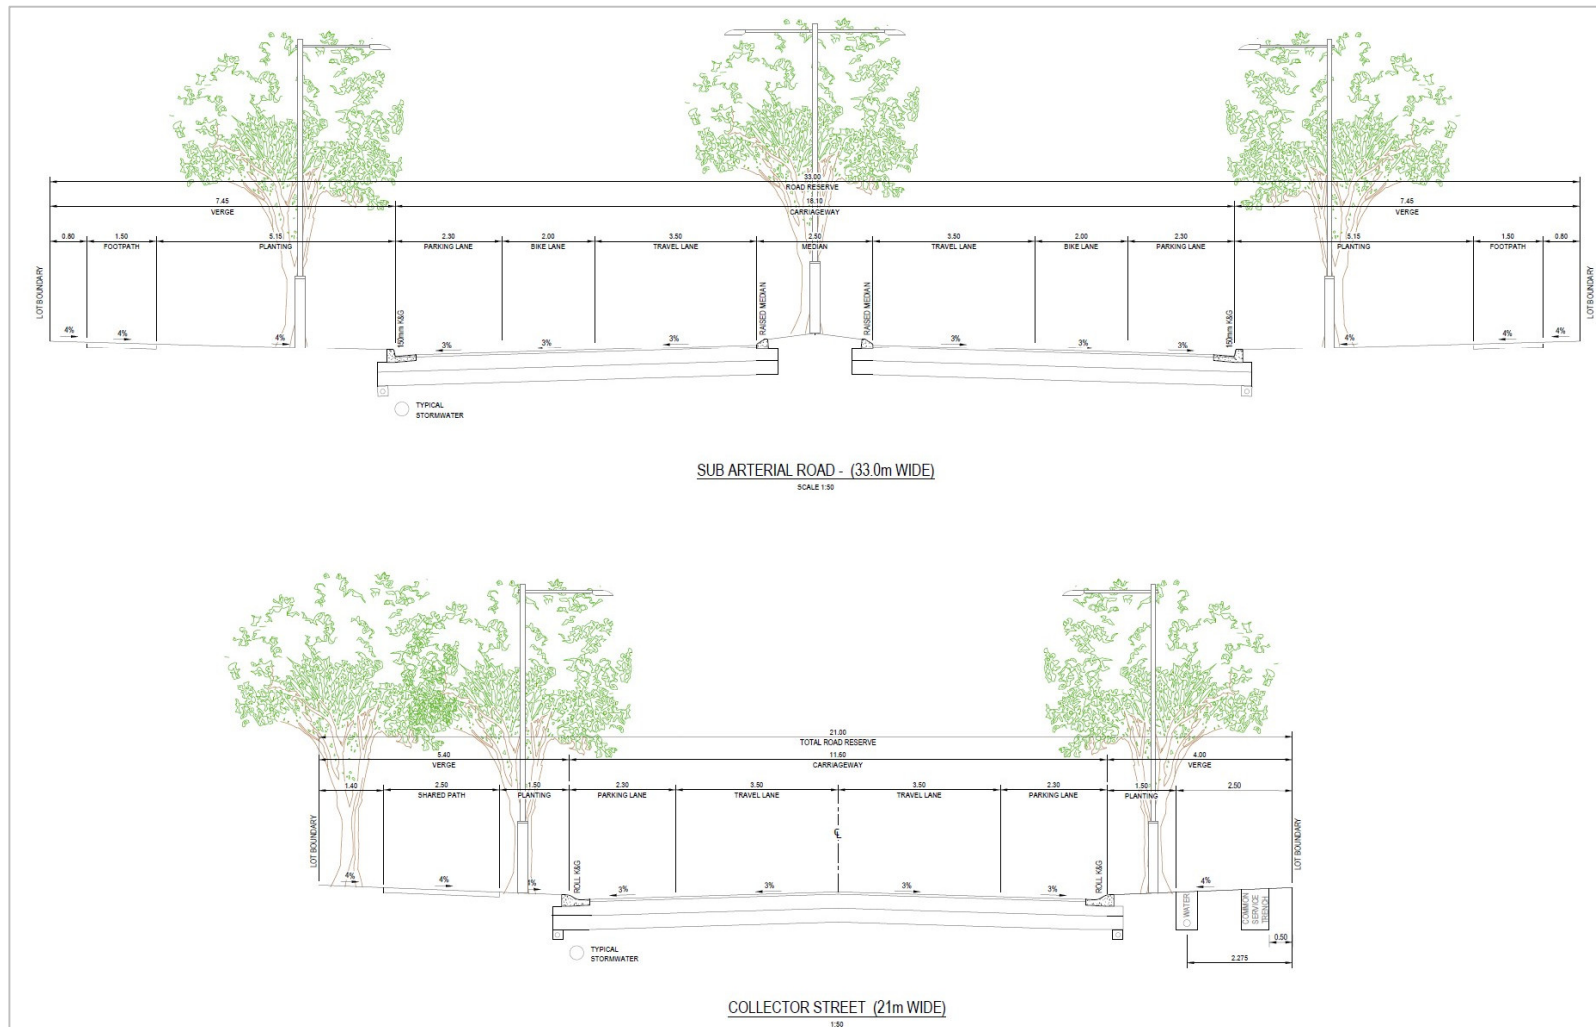 33.00
ROAD RESERVE
7.45 18.10 7.45
VERGE CARRIAGEWAY VERGE
0.80 1.50 5.15 2.30 2.00 3.50 2.50 3.50 2.00 2.30 5.15 1.50 0.80
FOOTPATH PLANTING PARKING LANE BIKE LANE TRAVEL LANE MEDIAN TRAVEL LANE BIKE LANE PARKING LANE PLANTING FOOTPATH
LOT BOUNDARY
150mm K&G
RAISED MEDIAN
RAISED MEDIAN
150mm K&G
LOT BOUNDARY
4% 4% 4% 3% 3% 3% 3% 3% 3% 4% 4% 4%
TYPICAL
STORMWATER
SUB ARTERIAL ROAD - (33.0m WIDE)
SCALE 1:50
21.00
TOTAL ROAD RESERVE
5.40 11.60 4.00
VERGE CARRIAGEWAY VERGE
1.40 2.50 1.50 2.30 3.50 3.50 2.30 1.50 2.50
SHARED PATH PLANTING PARKING LANE TRAVEL LANE TRAVEL LANE PARKING LANE PLANTING
CL
LOT BOUNDARY
ROLL K&G
ROLL K&G
LOT BOUNDARY
4% 4% 4% 3% 3% 3% 3% 4%
WATER
COMMON
SERVICE
TRENCH
0.50
2.275
TYPICAL
STORMWATER
COLLECTOR STREET (21m WIDE)
1:50